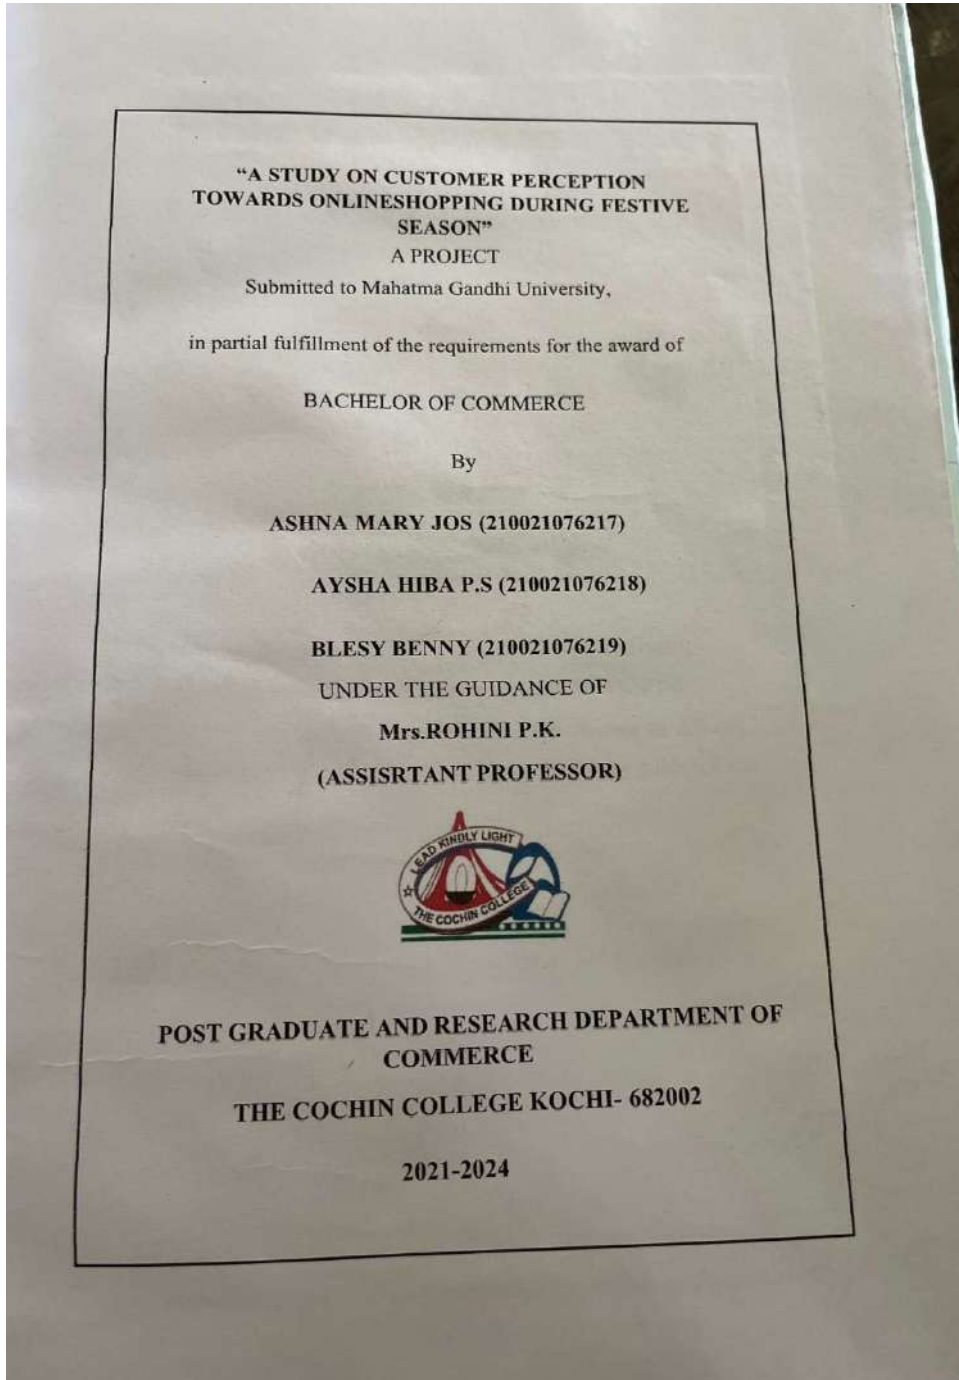 “A STUDY ON CUSTOMER PERCEPTION
TOWARDS ONLINESHOPPING DURING FESTIVE
SEASON”
A PROJECT
Submitted to Mahatma Gandhi University,
in partial fulfillment of the requirements for the award of
BACHELOR OF COMMERCE
By
ASHNA MARY JOS (210021076217)
AYSHA HIBA P.S (210021076218)
BLESY BENNY (210021076219)
UNDER THE GUIDANCE OF
Mrs.ROHINI P.K.
(ASSISRTANT PROFESSOR)
LEAD KINDLY LIGHT
THE COCHIN COLLEGE
POST GRADUATE AND RESEARCH DEPARTMENT OF
COMMERCE
THE COCHIN COLLEGE KOCHI- 682002
2021-2024